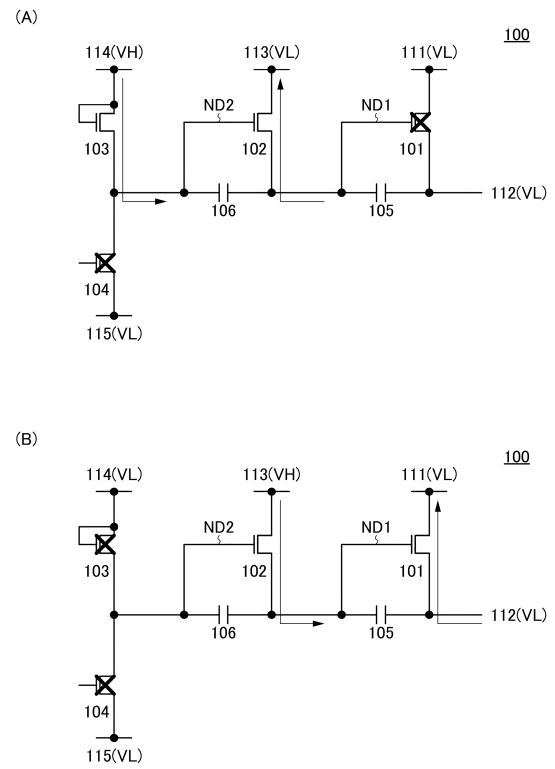 (A)
100
114(VH) 113(VL) 111(VL)
ND2 ND1
103 102 101
106 105 112(VL)
104
115(VL)
(B)
100
114(VL) 113(VH) 111(VL)
ND2 ND1
103 102 101
106 105 112(VL)
104
115(VL)